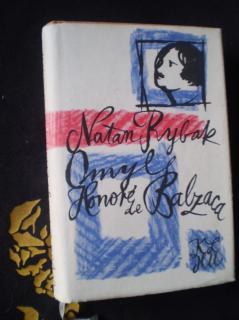 Natan Rybak
Omyl
Honoré
de Balzaca